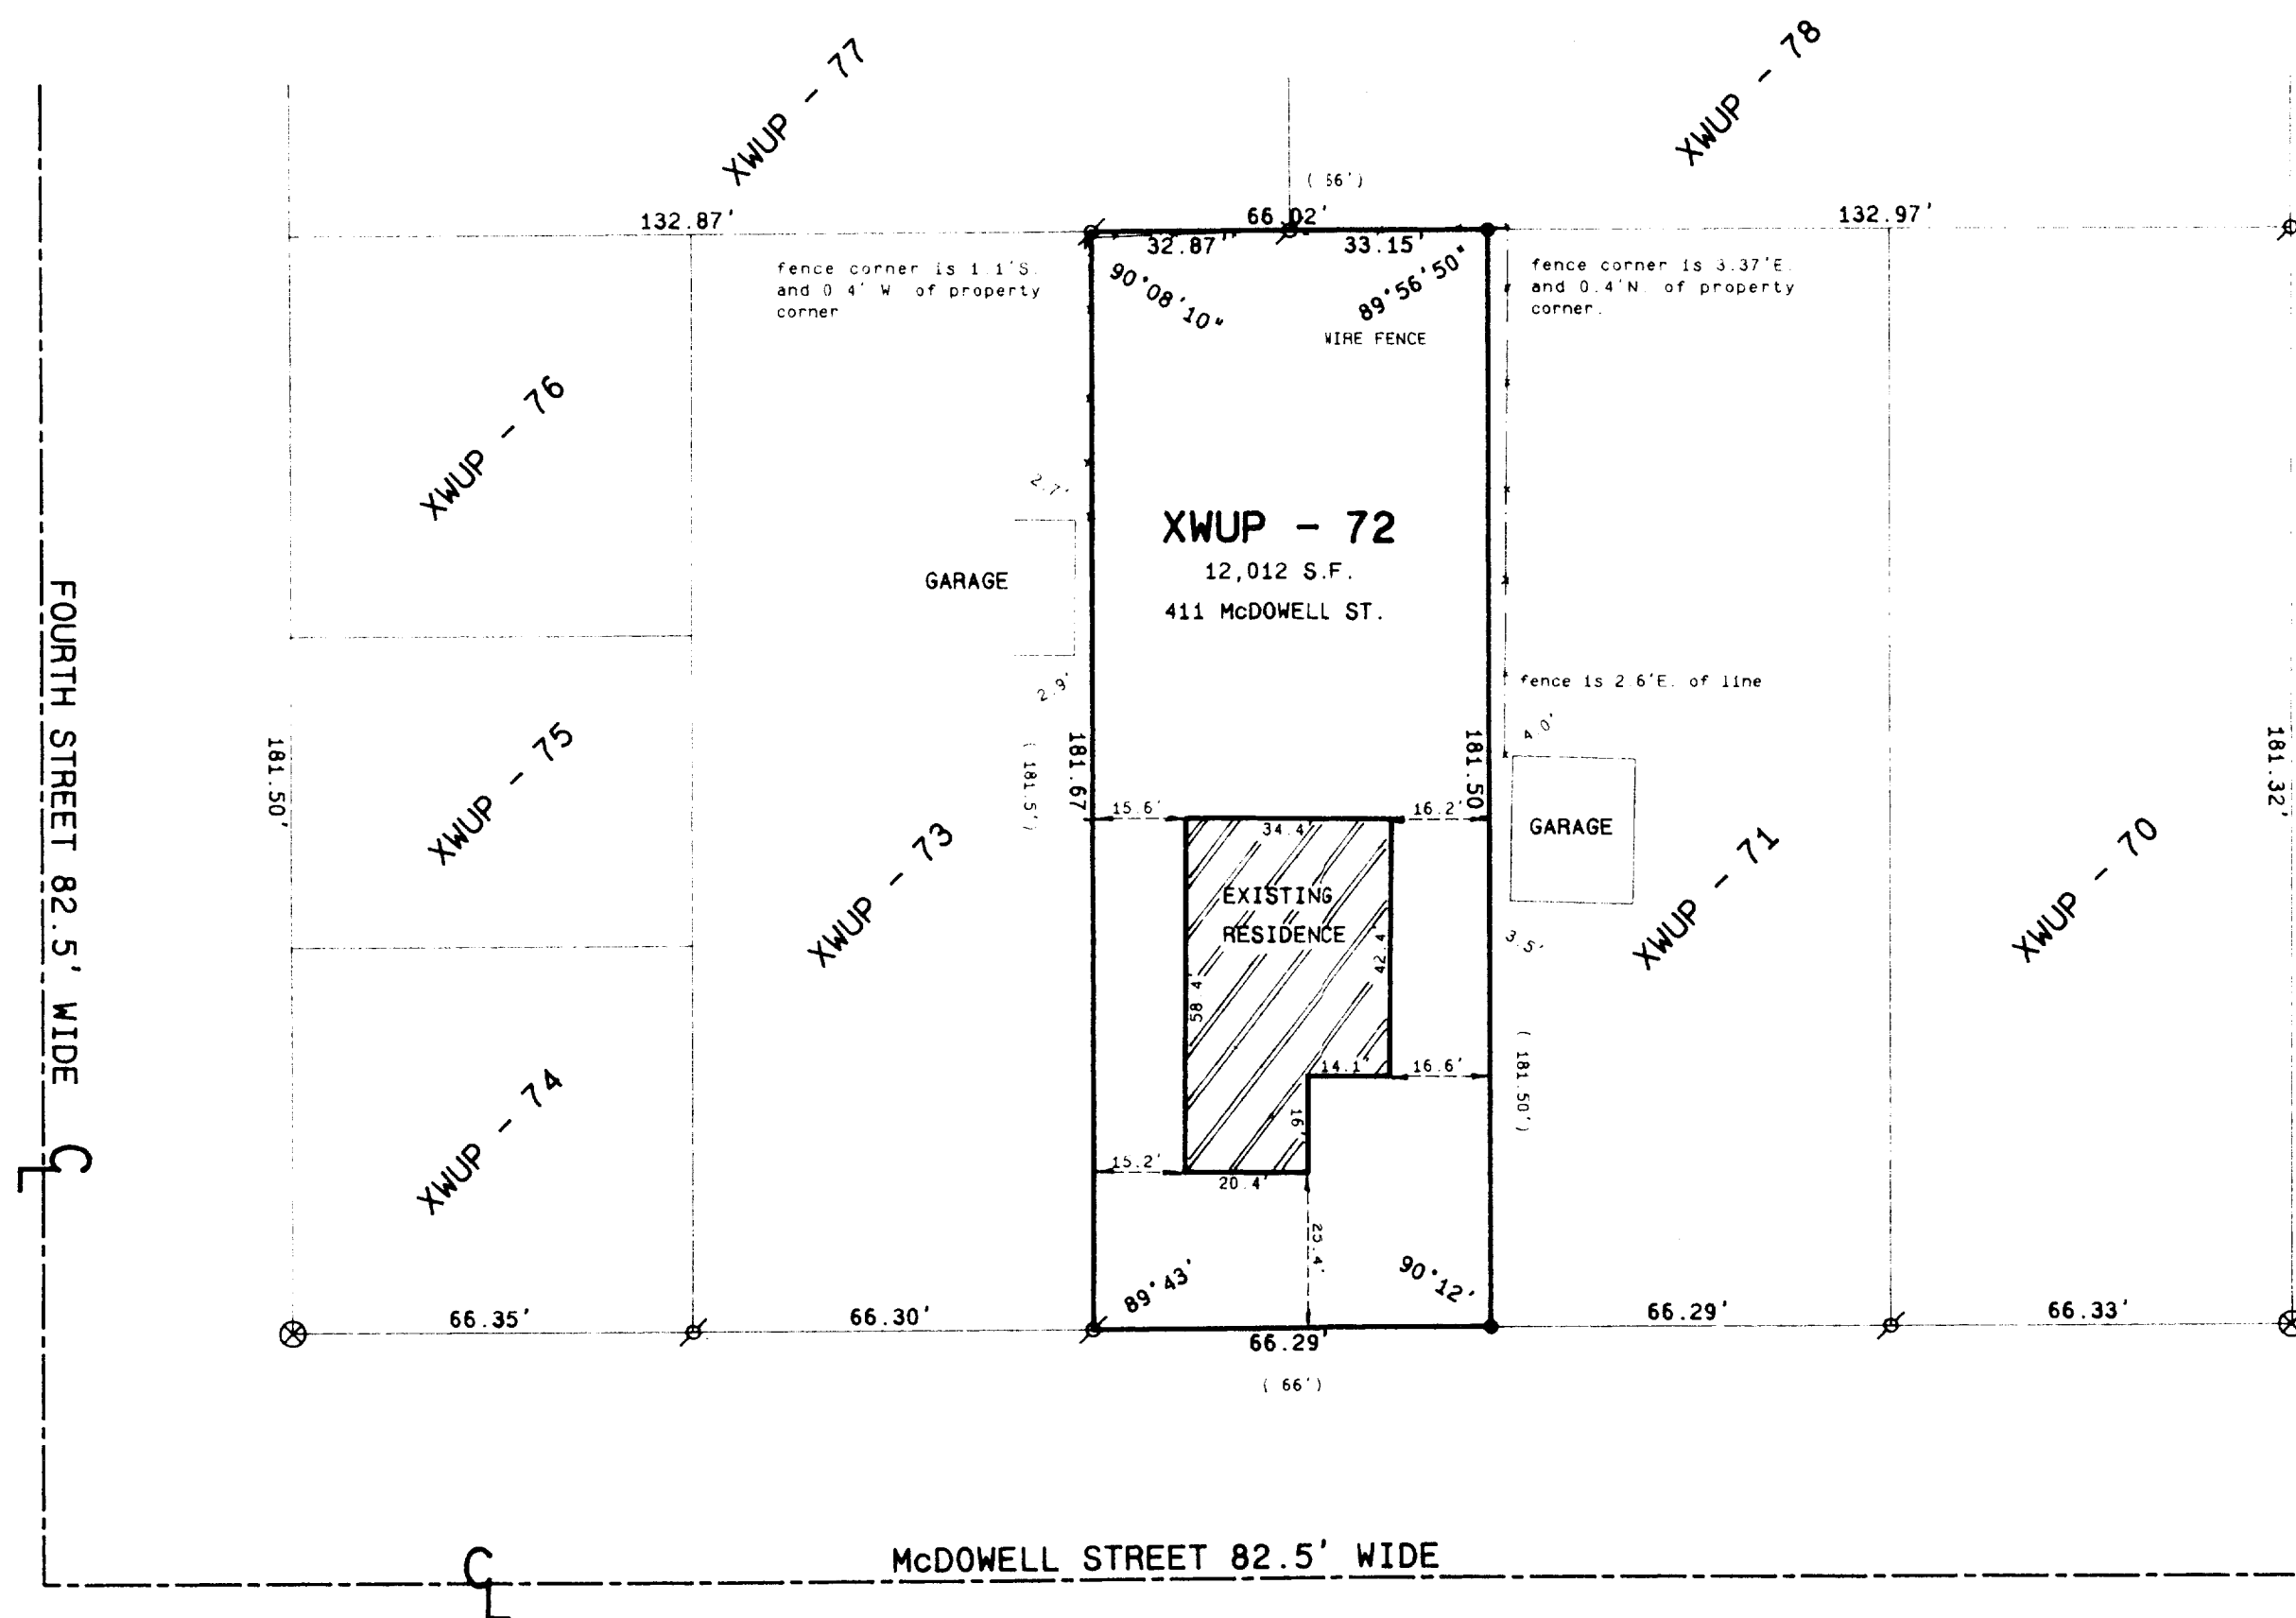 XWUP - 77
XWUP - 78
132.87'
66.02'
132.97'
32.87'
33.15'
90°08'10"
89°56'50"
fence corner is 1.1'S.
and 0.4' W. of property
corner
WIRE FENCE
fence corner is 3.37'E.
and 0.4'N. of property
corner.
XWUP - 76
2.7'
XWUP - 72
12,012 S.F.
411 McDOWELL ST.
GARAGE
2.9'
fence is 2.6'E. of line
4.0'
FOURTH STREET 82.5' WIDE
CL
181.50'
XWUP - 75
XWUP - 73
( 181.5')
181.67
181.50
15.6'
34.4'
16.2'
GARAGE
XWUP - 71
XWUP - 70
181.32'
EXISTING
RESIDENCE
58.4'
42.4'
3.5'
( 181.50')
14.1'
16.6'
16'
XWUP - 74
15.2'
20.4'
89°43'
90°12'
66.35'
66.30'
66.29'
66.29'
66.33'
( 66')
McDOWELL STREET 82.5' WIDE
CL